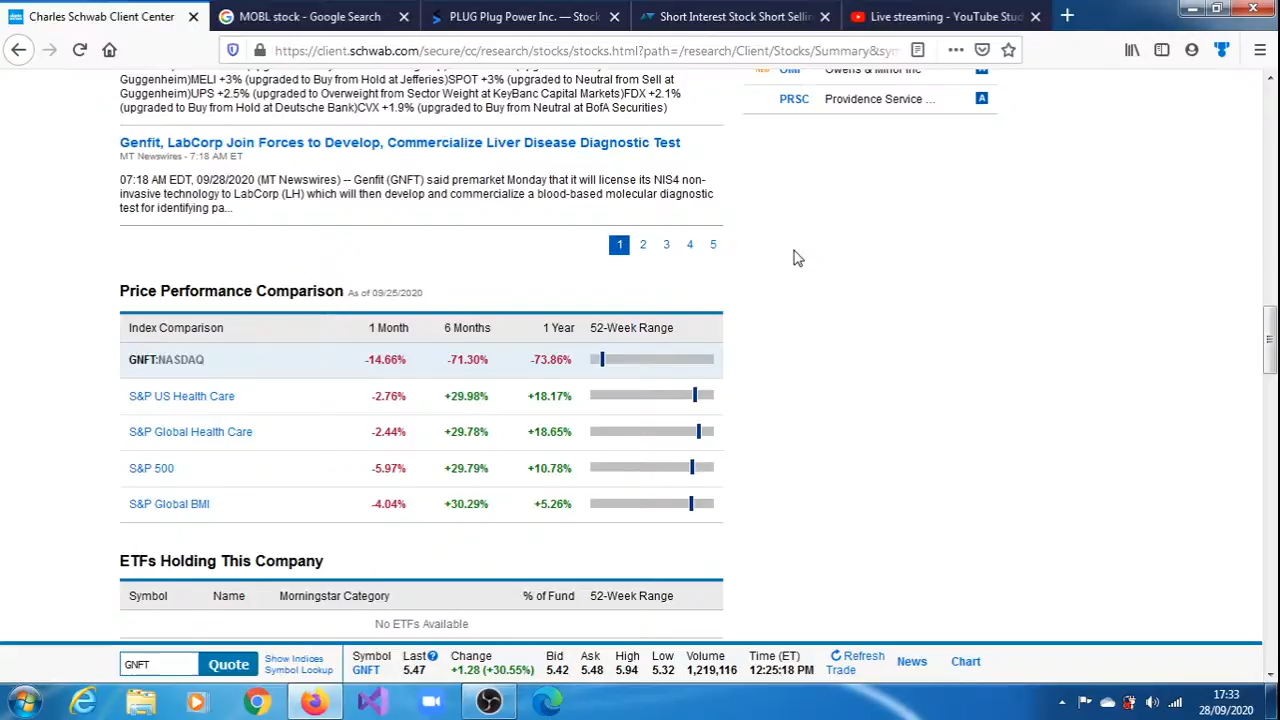 Charles Schwab Client Center
MOBL stock - Google Search
PLUG Plug Power Inc. — Stock
Short Interest Stock Short Sellin
Live streaming - YouTube Stud
https://client.schwab.com/secure/cc/research/stocks/stocks.html?path=/research/Client/Stocks/Summary&sym
Guggenheim)MELI +3% (upgraded to Buy from Hold at Jefferies)SPOT +3% (upgraded to Neutral from Sell at
Guggenheim)UPS +2.5% (upgraded to Overweight from Sector Weight at KeyBanc Capital Markets)FDX +2.1%
(upgraded to Buy from Hold at Deutsche Bank)CVX +1.9% (upgraded to Buy from Neutral at BofA Securities)
OMI Owens & Minor Inc
PRSC Providence Service ... A
Genfit, LabCorp Join Forces to Develop, Commercialize Liver Disease Diagnostic Test
MT Newswires - 7:18 AM ET
07:18 AM EDT, 09/28/2020 (MT Newswires) -- Genfit (GNFT) said premarket Monday that it will license its NIS4 non-
invasive technology to LabCorp (LH) which will then develop and commercialize a blood-based molecular diagnostic
test for identifying pa...
1 2 3 4 5
Price Performance Comparison As of 09/25/2020
Index Comparison 1 Month 6 Months 1 Year 52-Week Range
GNFT:NASDAQ -14.66% -71.30% -73.86%
S&P US Health Care -2.76% +29.98% +18.17%
S&P Global Health Care -2.44% +29.78% +18.65%
S&P 500 -5.97% +29.79% +10.78%
S&P Global BMI -4.04% +30.29% +5.26%
ETFs Holding This Company
Symbol Name Morningstar Category % of Fund 52-Week Range
No ETFs Available
GNFT Quote Show Indices
Symbol Lookup
Symbol Last Change Bid Ask High Low Volume Time (ET) Refresh
GNFT 5.47 +1.28 (+30.55%) 5.42 5.48 5.94 5.32 1,219,116 12:25:18 PM Trade
News Chart
17:33
28/09/2020